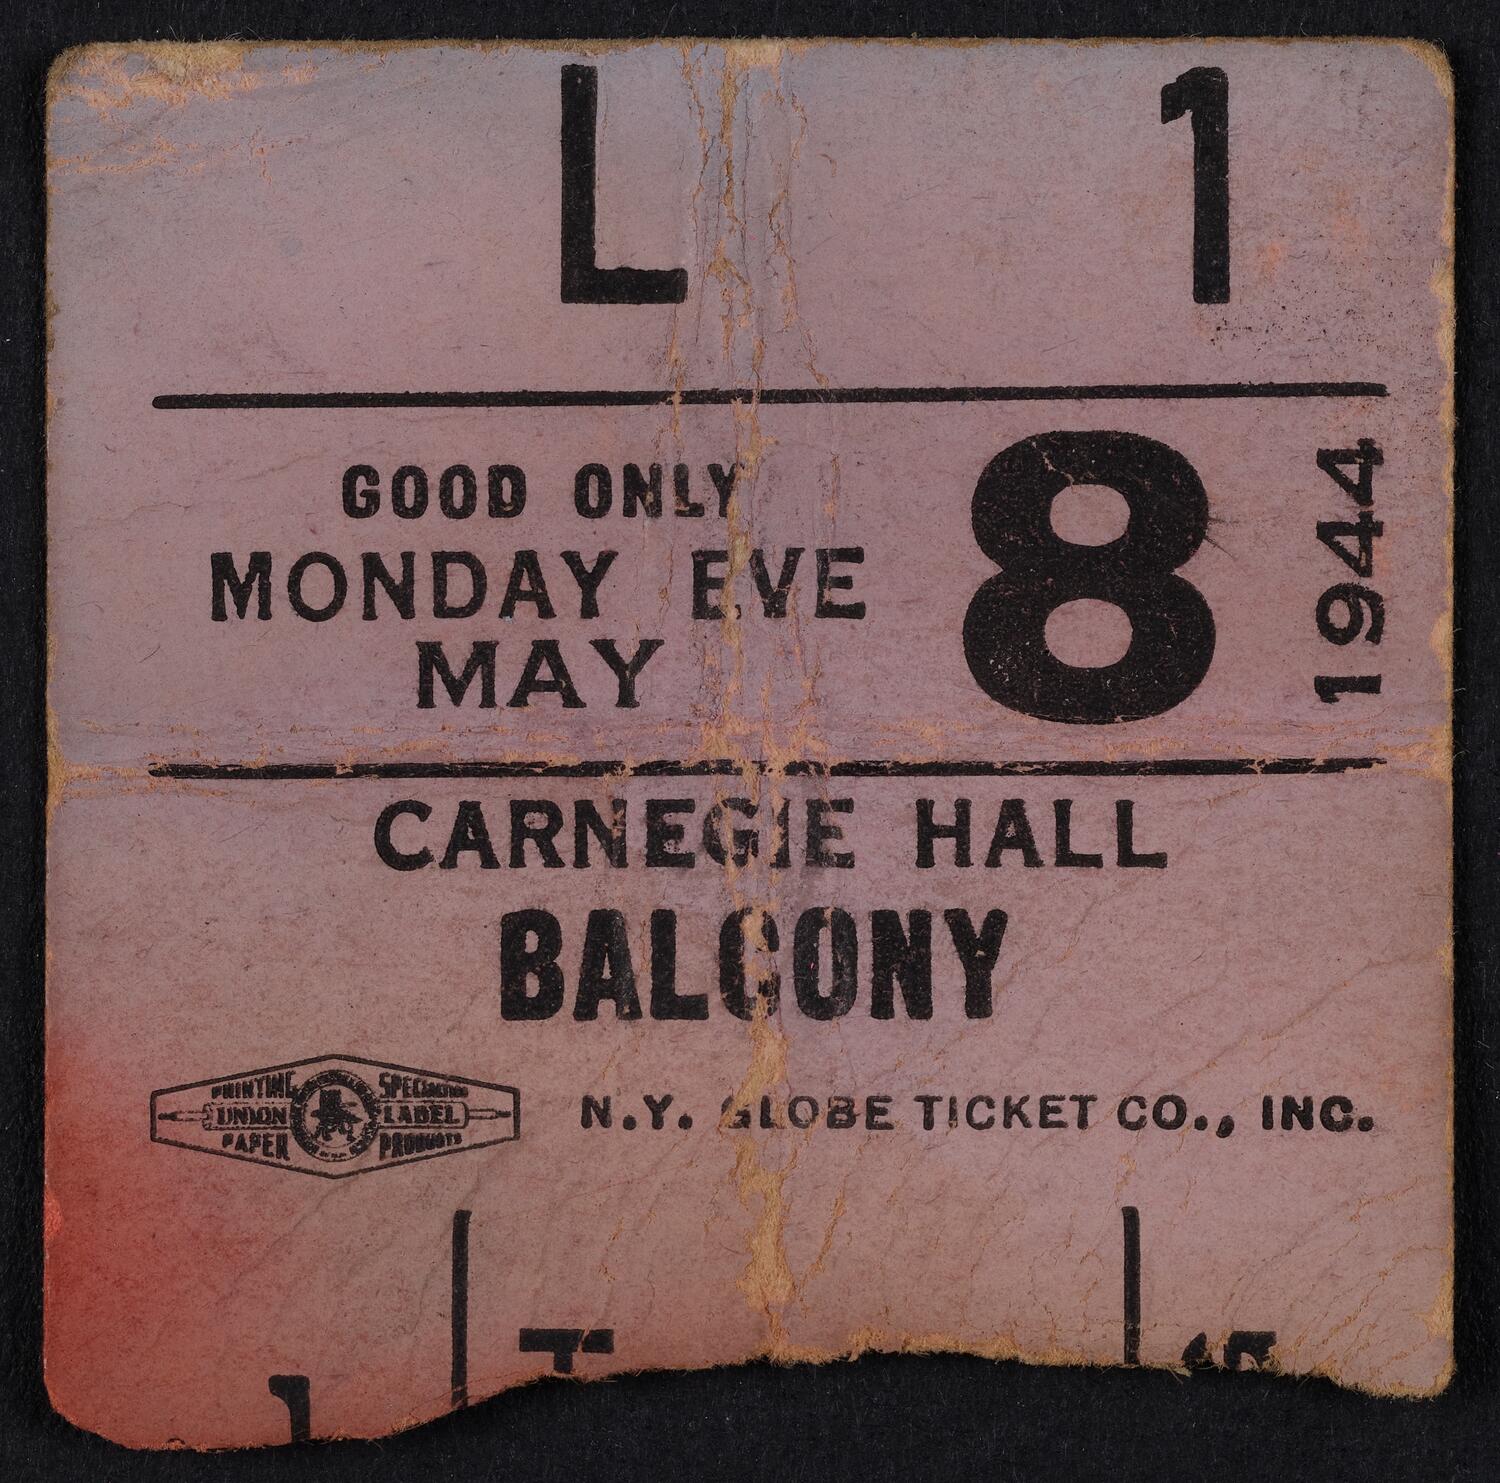 L 1
GOOD ONLY
MONDAY EVE
MAY
8
1944
CARNEGIE HALL
BALCONY
PRINTING SPECIALTIES
UNION LABEL
PAPER PRODUCTS
N.Y. GLOBE TICKET CO., INC.
1